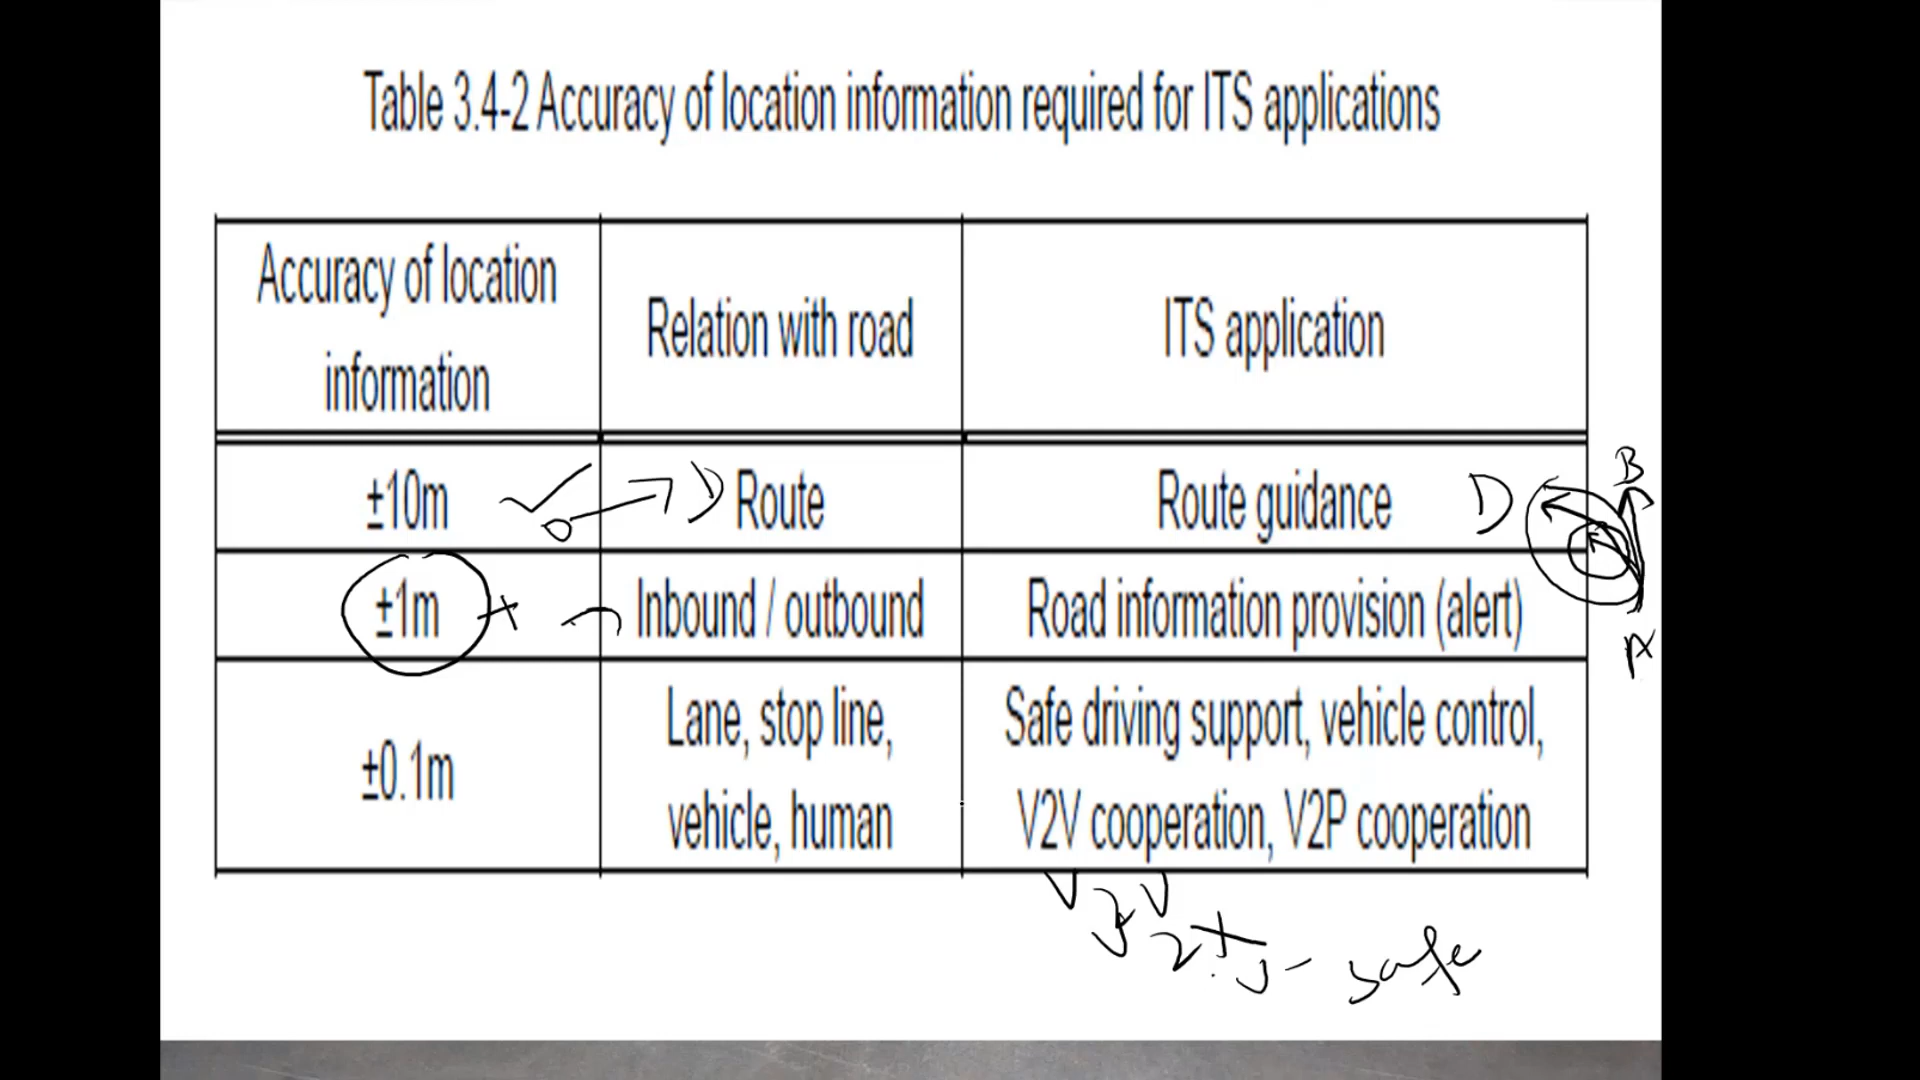 Table 3.4-2 Accuracy of location information required for ITS applications
Accuracy of location
information
Relation with road
ITS application
±10m
Route
Route guidance
B
±1m
Inbound / outbound
Road information provision (alert)
A
±0.1m
Lane, stop line,
vehicle, human
Safe driving support, vehicle control,
V2V cooperation, V2P cooperation
safe